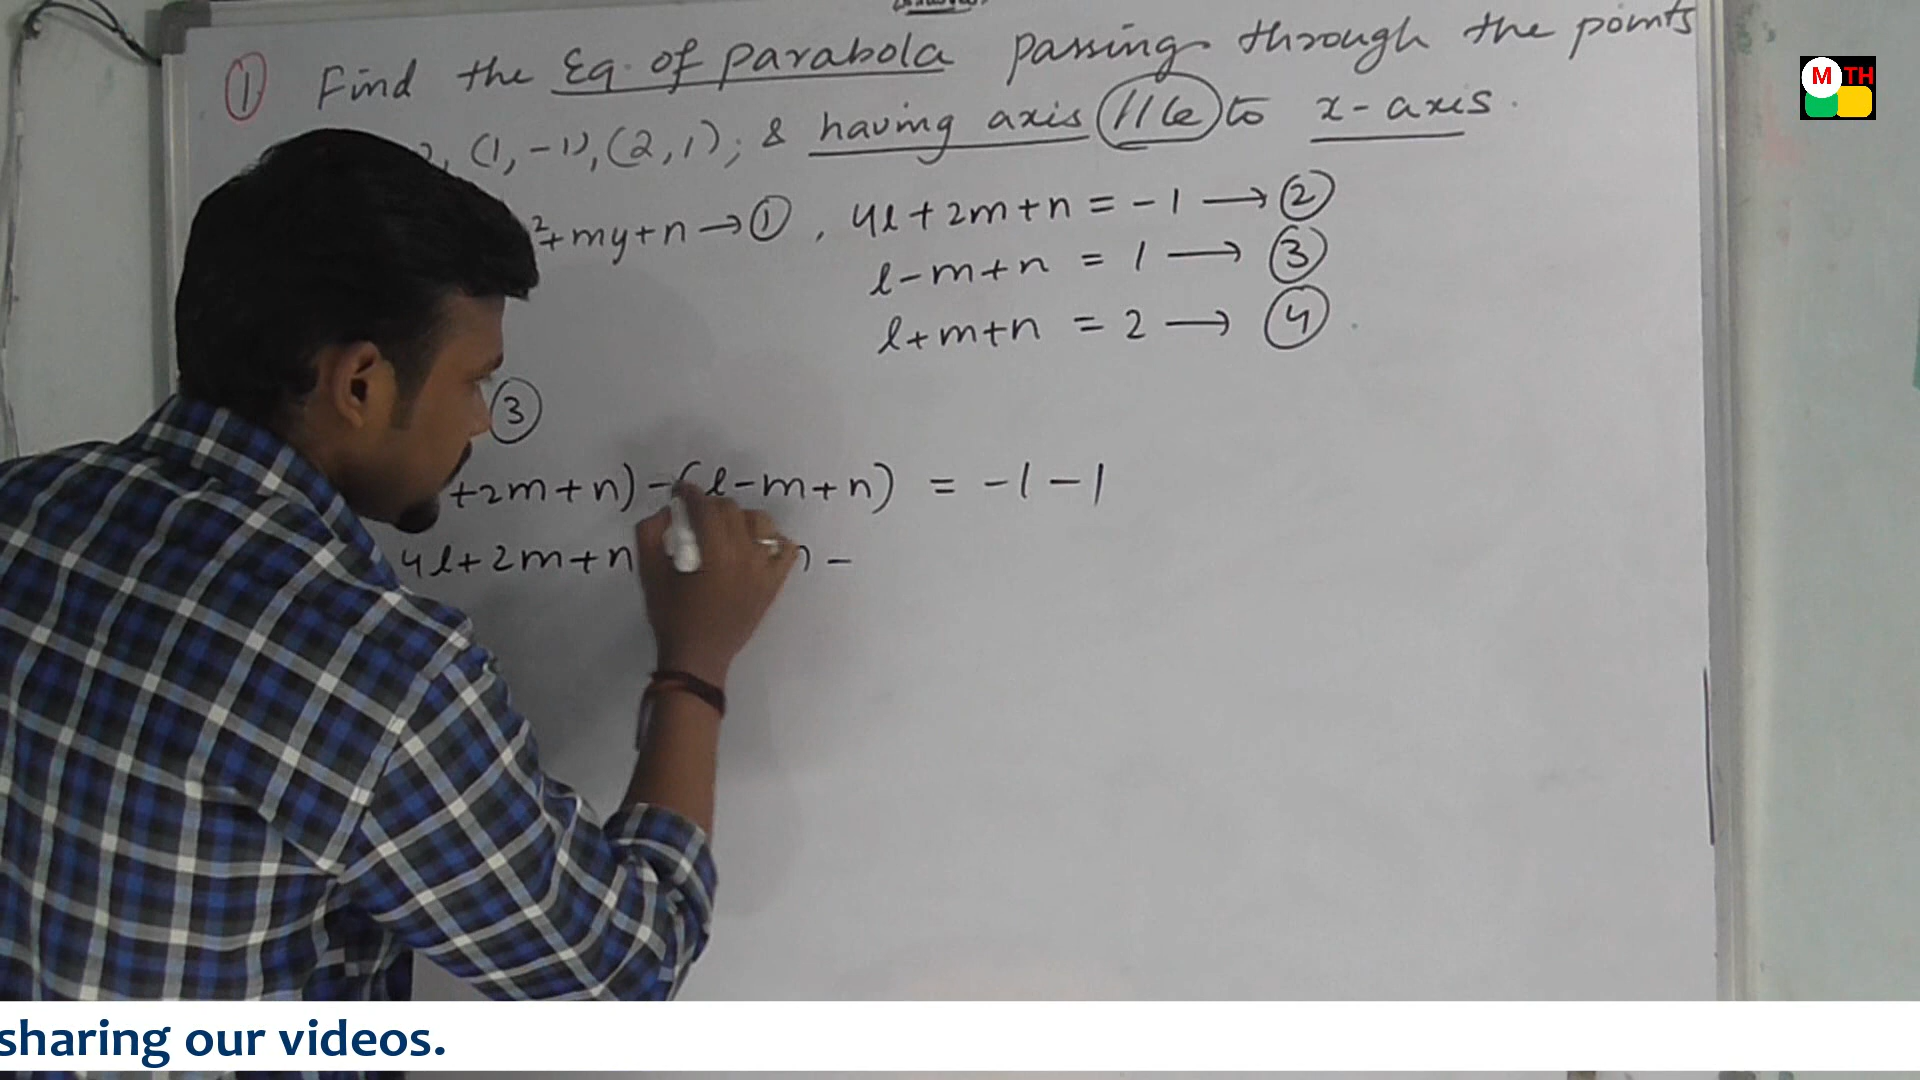 ① Find the Eq. of parabola passing through the points
, (1, -1), (2, 1); & having axis (11le) to x-axis.
²+my+n → ①, 4l+2m+n = -1 → ②
l-m+n = 1 → ③
l+m+n = 2 → ④
③
+2m+n)-(l-m+n) = -1-1
4l+2m+n -
M TH
sharing our videos.